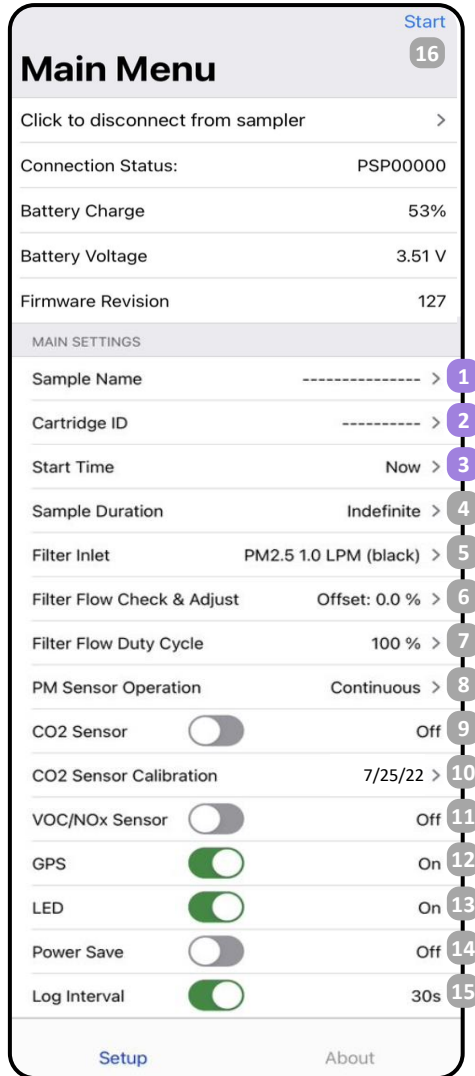 Start
16
Main Menu
Click to disconnect from sampler >
Connection Status: PSP00000
Battery Charge 53%
Battery Voltage 3.51 V
Firmware Revision 127
MAIN SETTINGS
Sample Name --------------- > 1
Cartridge ID ---------- > 2
Start Time Now > 3
Sample Duration Indefinite > 4
Filter Inlet PM2.5 1.0 LPM (black) > 5
Filter Flow Check & Adjust Offset: 0.0 % > 6
Filter Flow Duty Cycle 100 % > 7
PM Sensor Operation Continuous > 8
CO2 Sensor Off 9
CO2 Sensor Calibration 7/25/22 > 10
VOC/NOx Sensor Off 11
GPS On 12
LED On 13
Power Save Off 14
Log Interval 30s 15
Setup About